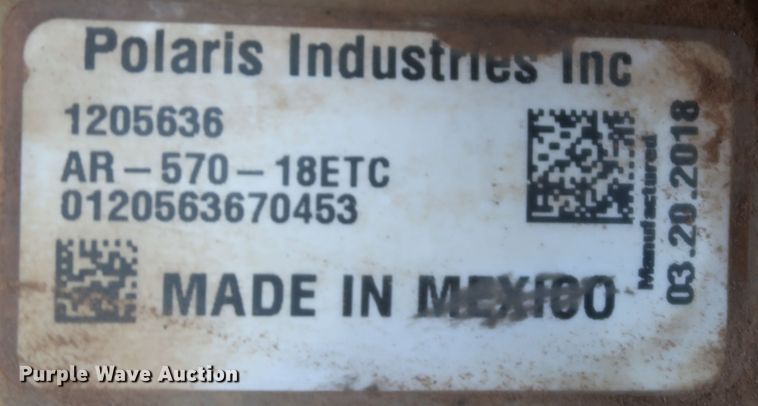 Polaris Industries Inc
1205636
AR-570-18ETC
0120563670453
MADE IN MEXICO
Manufactured
03.20.2018
Purple Wave Auction